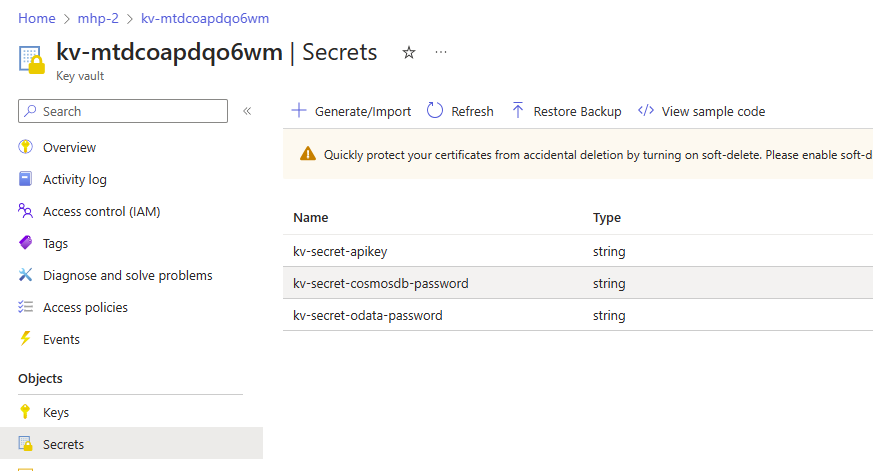 Home > mhp-2 > kv-mtdcoapdqo6wm
kv-mtdcoapdqo6wm | Secrets
Key vault
Search
Generate/Import
Refresh
Restore Backup
View sample code
Overview
Activity log
Access control (IAM)
Tags
Diagnose and solve problems
Access policies
Events
Objects
Keys
Secrets
Quickly protect your certificates from accidental deletion by turning on soft-delete. Please enable soft-d
Name Type
kv-secret-apikey string
kv-secret-cosmosdb-password string
kv-secret-odata-password string